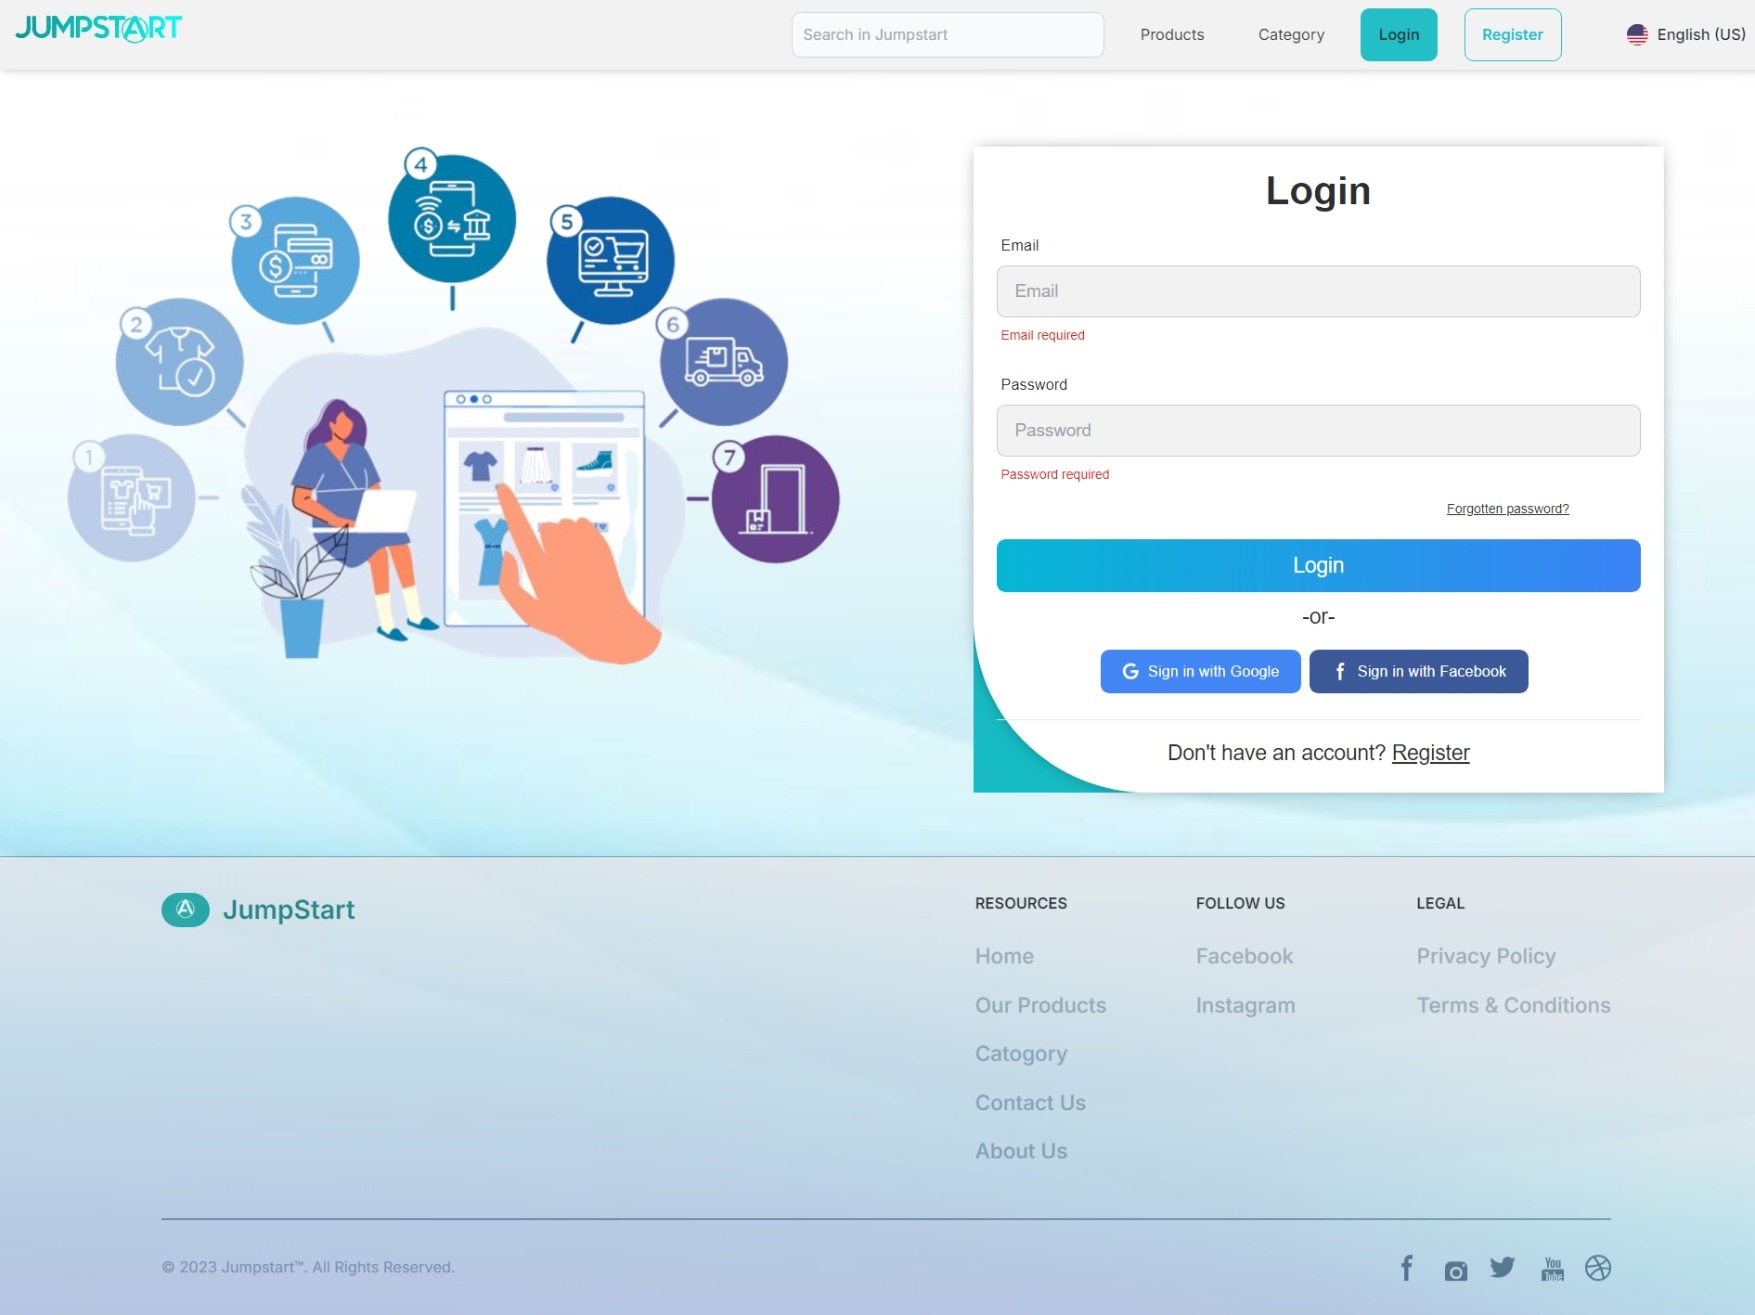 JUMPSTART
Search in Jumpstart
Products
Category
Login
Register
English (US)
4
3
5
2
6
1
7
Login
Email
Email
Email required
Password
Password
Password required
Forgotten password?
Login
-or-
G Sign in with Google
f Sign in with Facebook
Don't have an account? Register
JumpStart
RESOURCES
Home
Our Products
Catogory
Contact Us
About Us
FOLLOW US
Facebook
Instagram
LEGAL
Privacy Policy
Terms & Conditions
© 2023 Jumpstart™. All Rights Reserved.
f
You Tube